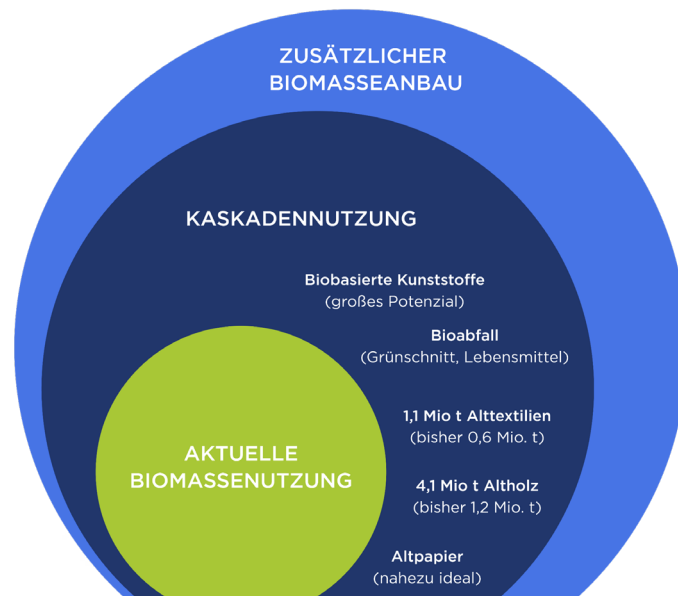 ZUSÄTZLICHER
BIOMASSEANBAU
KASKADENNUTZUNG
Biobasierte Kunststoffe
(großes Potenzial)
Bioabfall
(Grünschnitt, Lebensmittel)
1,1 Mio t Alttextilien
(bisher 0,6 Mio. t)
AKTUELLE
BIOMASSENUTZUNG
4,1 Mio t Altholz
(bisher 1,2 Mio. t)
Altpapier
(nahezu ideal)